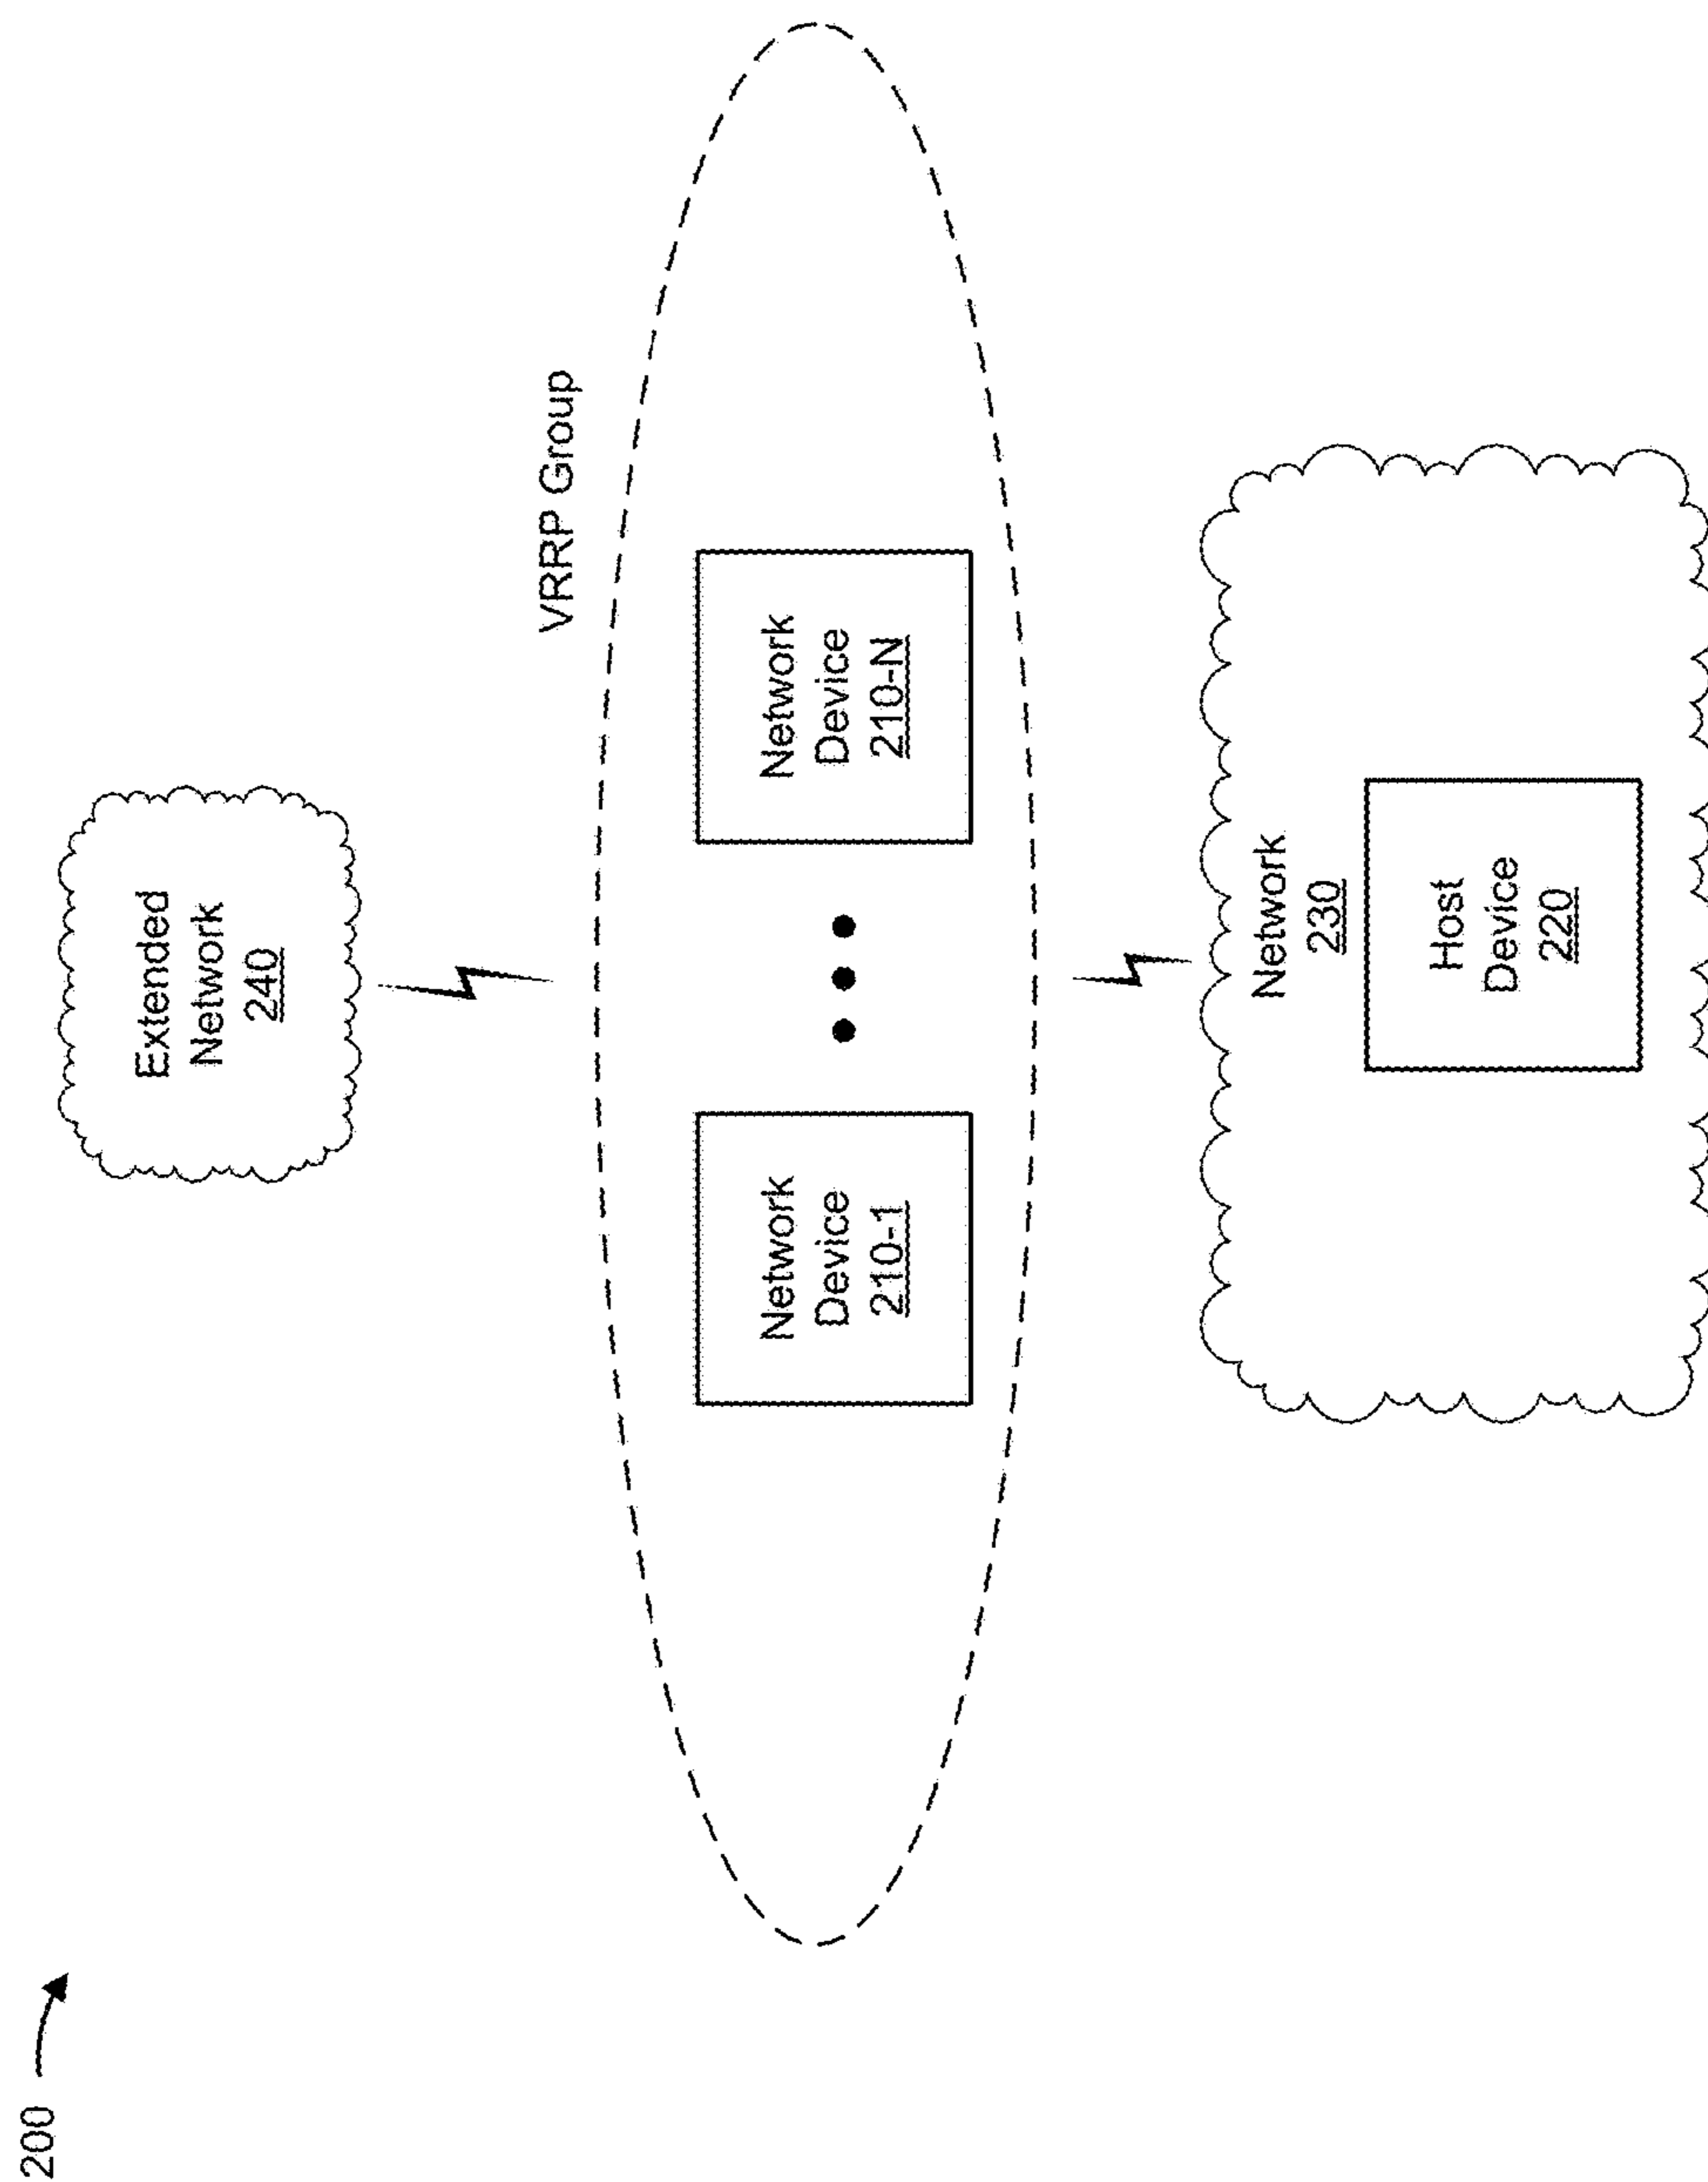 200
Extended
Network
240
VRRP Group
Network
Device
210-1
Network
Device
210-N
Network
230
Host
Device
220